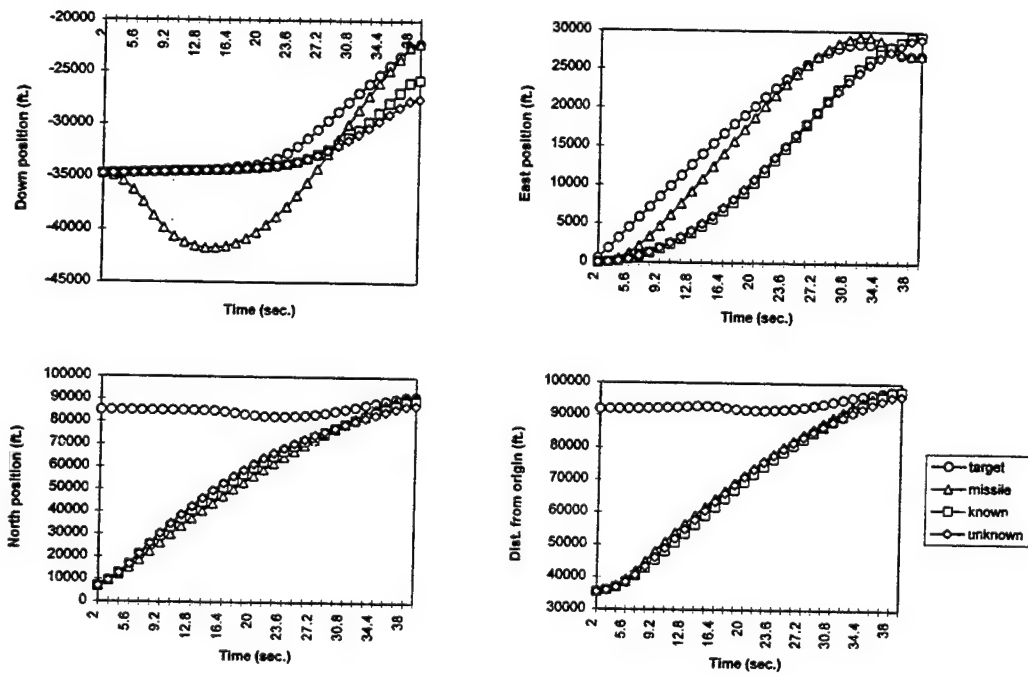 -20000
-25000
-30000
-35000
-40000
-45000
Down position (ft.)
2 5.6 9.2 12.8 16.4 20 23.6 27.2 30.8 34.4 38
Time (sec.)
30000
25000
20000
15000
10000
5000
0
East position (ft.)
2 5.6 9.2 12.8 16.4 20 23.6 27.2 30.8 34.4 38
Time (sec.)
100000
90000
80000
70000
60000
50000
40000
30000
20000
10000
0
North position (ft.)
2 5.6 9.2 12.8 16.4 20 23.6 27.2 30.8 34.4 38
Time (sec.)
100000
90000
80000
70000
60000
50000
40000
30000
Dist. from origin (ft.)
2 5.6 9.2 12.8 16.4 20 23.6 27.2 30.8 34.4 38
Time (sec.)
target
missile
known
unknown